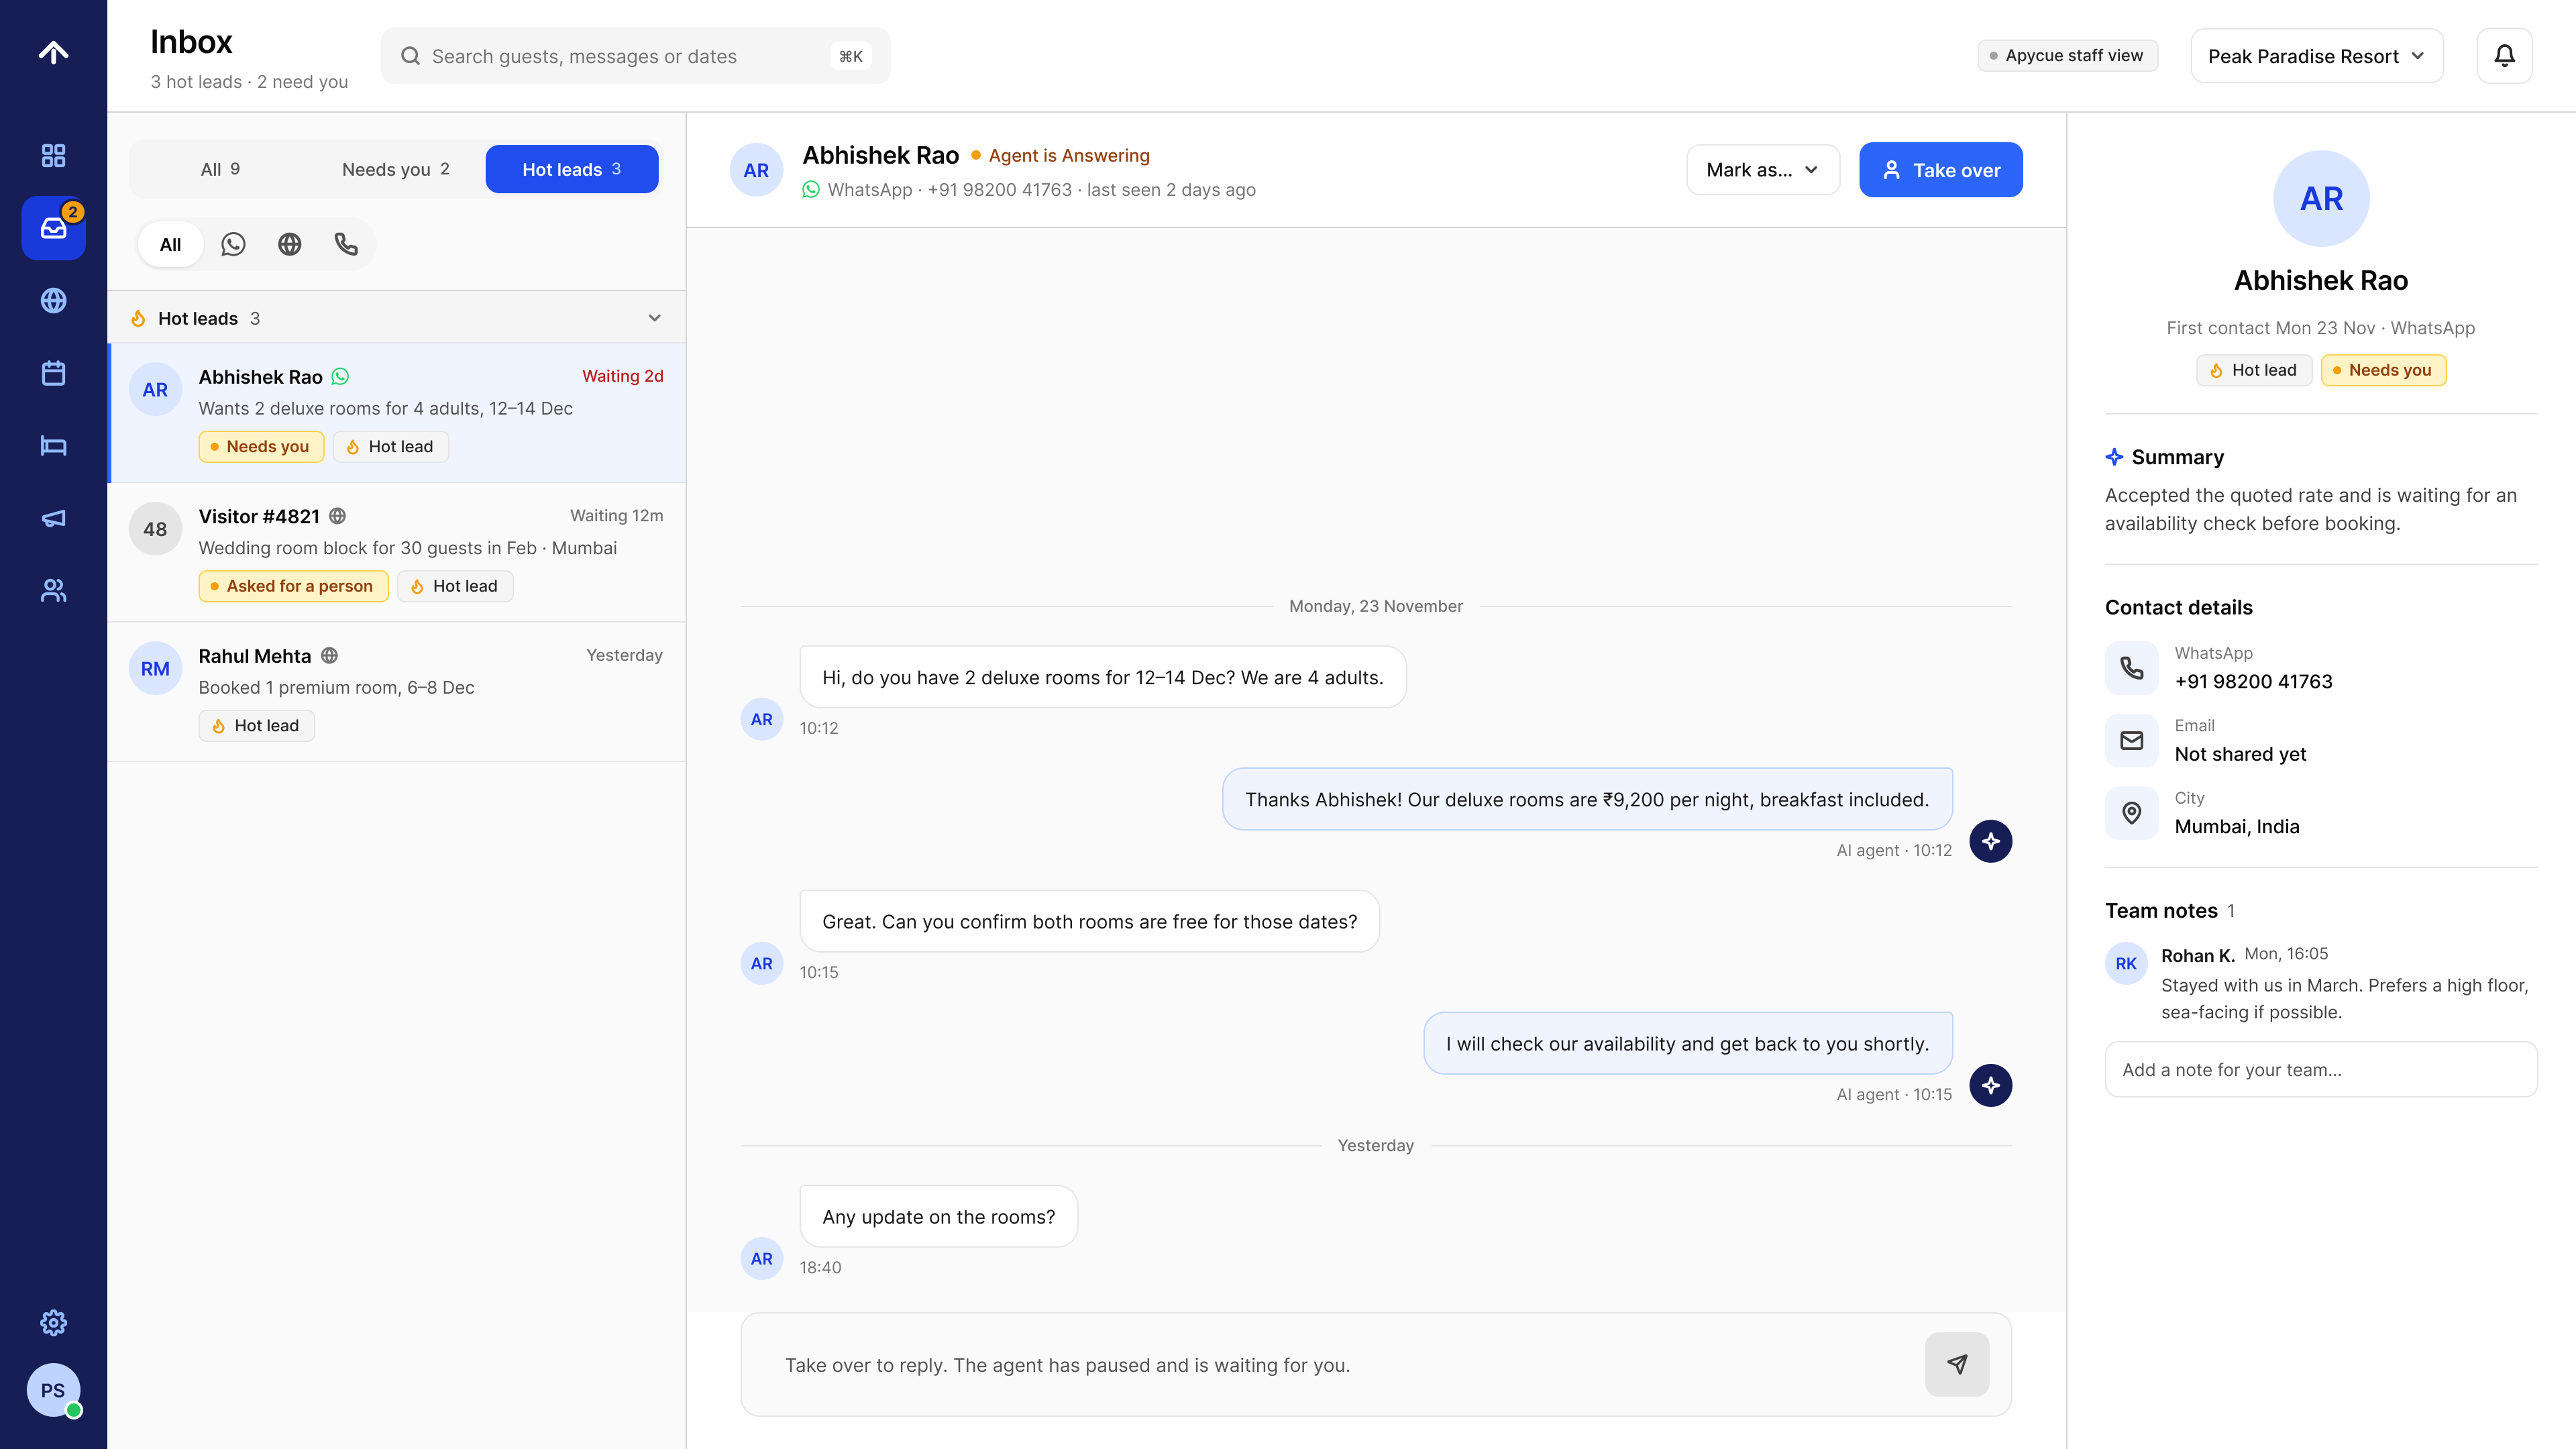 Inbox
3 hot leads · 2 need you
Search guests, messages or dates
⌘K
Apycue staff view
Peak Paradise Resort
2
All 9
Needs you 2
Hot leads 3
All
Hot leads 3
AR
Abhishek Rao
Waiting 2d
Wants 2 deluxe rooms for 4 adults, 12–14 Dec
Needs you
Hot lead
48
Visitor #4821
Waiting 12m
Wedding room block for 30 guests in Feb · Mumbai
Asked for a person
Hot lead
RM
Rahul Mehta
Yesterday
Booked 1 premium room, 6–8 Dec
Hot lead
PS
AR
Abhishek Rao
Agent is Answering
WhatsApp · +91 98200 41763 · last seen 2 days ago
Mark as...
Take over
Monday, 23 November
Hi, do you have 2 deluxe rooms for 12–14 Dec? We are 4 adults.
AR
10:12
Thanks Abhishek! Our deluxe rooms are ₹9,200 per night, breakfast included.
AI agent · 10:12
Great. Can you confirm both rooms are free for those dates?
AR
10:15
I will check our availability and get back to you shortly.
AI agent · 10:15
Yesterday
Any update on the rooms?
AR
18:40
Take over to reply. The agent has paused and is waiting for you.
AR
Abhishek Rao
First contact Mon 23 Nov · WhatsApp
Hot lead
Needs you
Summary
Accepted the quoted rate and is waiting for an
availability check before booking.
Contact details
WhatsApp
+91 98200 41763
Email
Not shared yet
City
Mumbai, India
Team notes 1
RK
Rohan K. Mon, 16:05
Stayed with us in March. Prefers a high floor,
sea-facing if possible.
Add a note for your team...